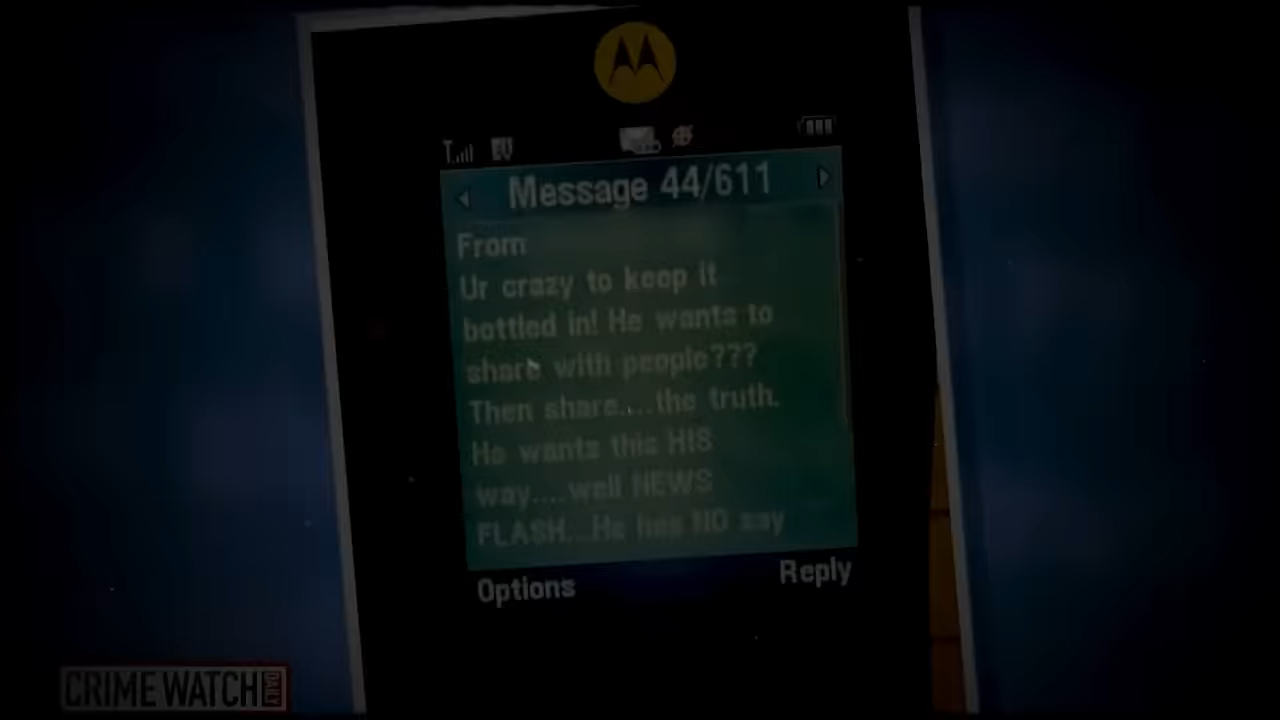 Message 44/611
From
Ur crazy to keep it
bottled in! He wants to
share with people???
Then share....the truth.
He wants this HIS
way....well NEWS
FLASH...He has NO say
Options
Reply
CRIME WATCH DAILY